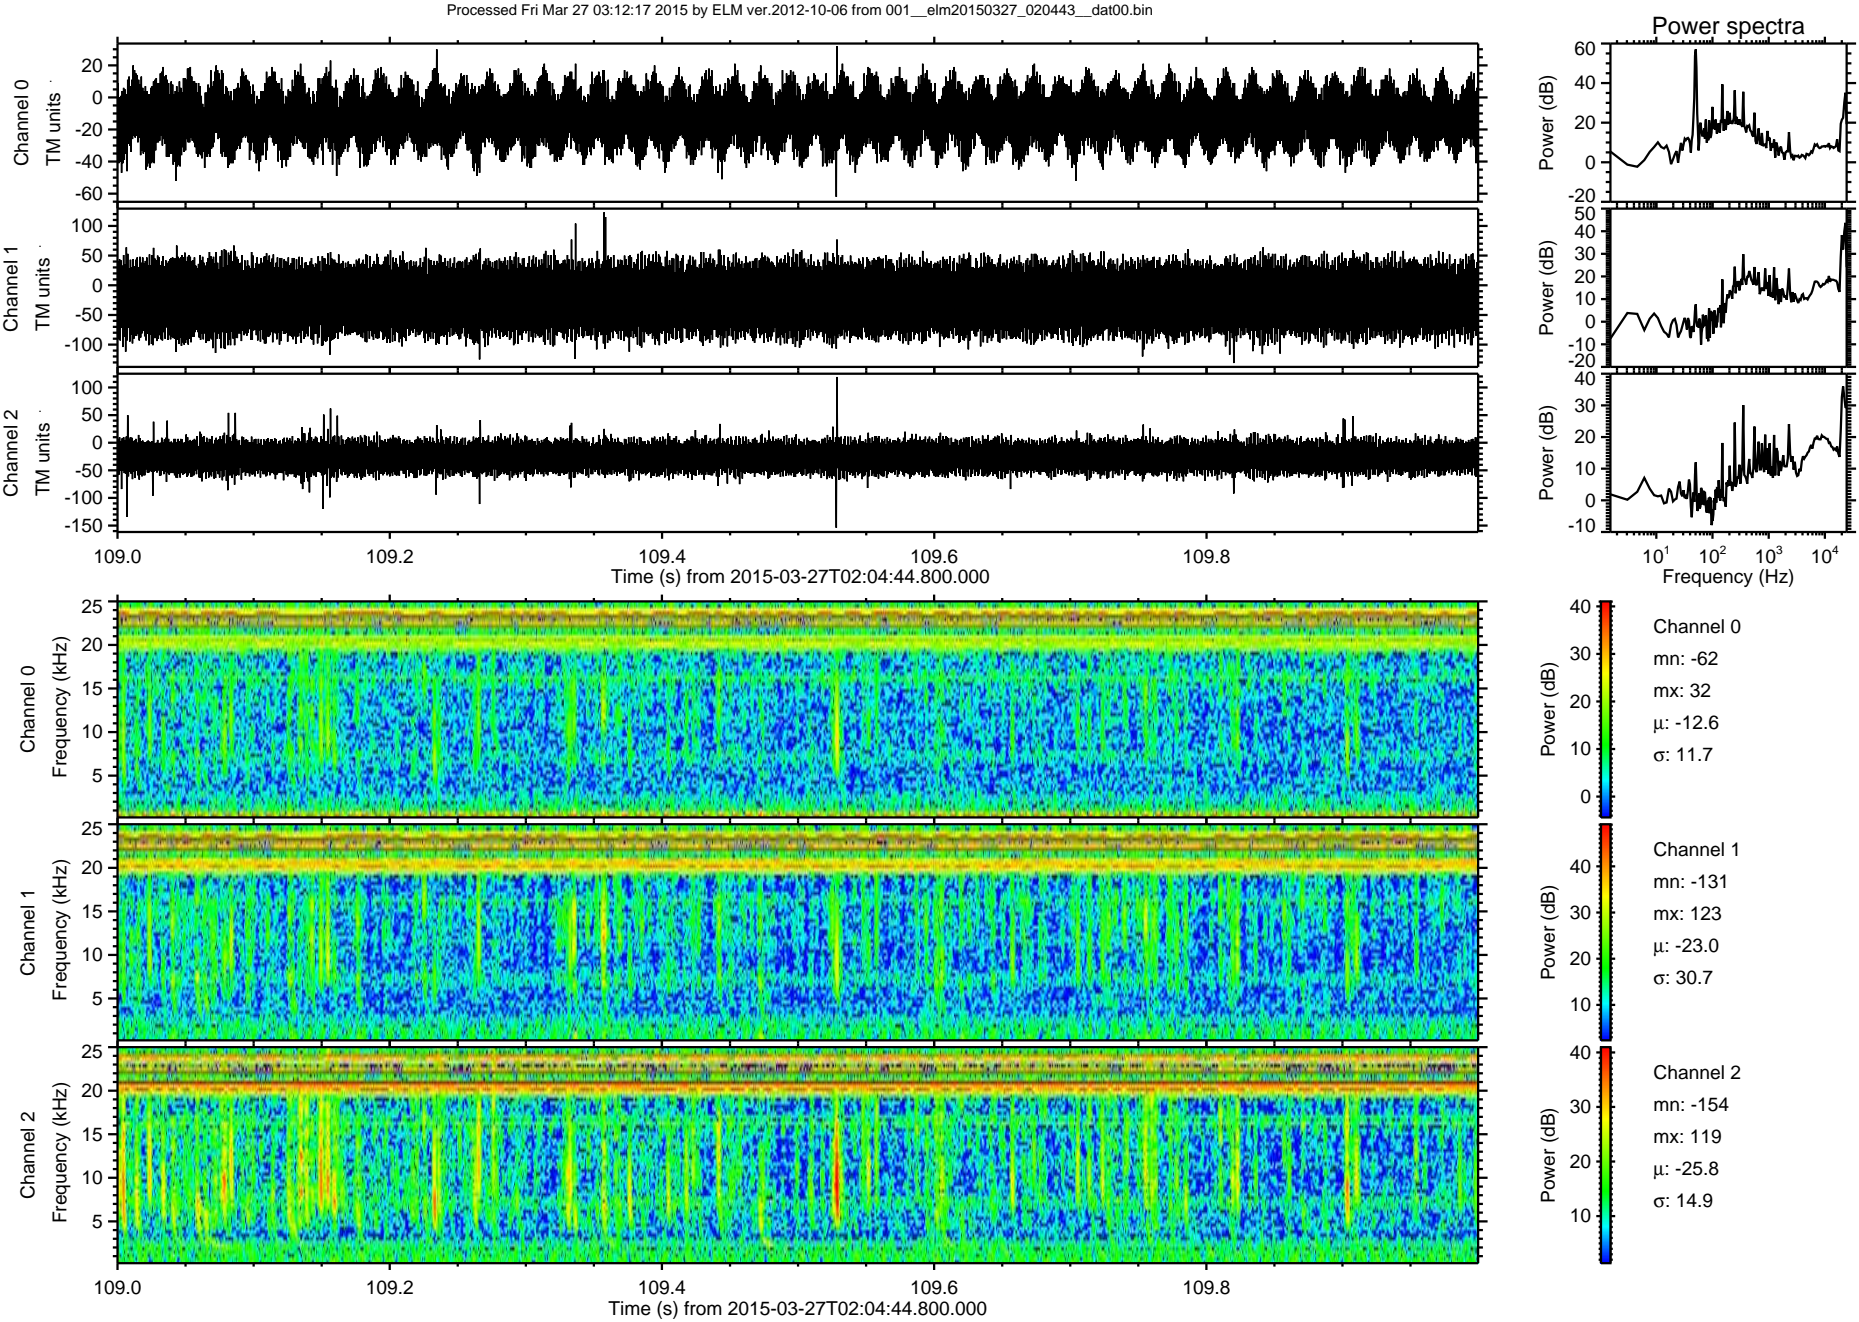 Processed Fri Mar 27 03:12:17 2015 by ELM ver.2012-10-06 from 001__elm20150327_020443__dat00.bin
Power spectra
Channel 0
TM units
20
0
-20
-40
-60
Power (dB)
60
40
20
0
-20
Channel 1
TM units
100
50
0
-50
-100
Power (dB)
50
40
30
20
10
0
-10
-20
Channel 2
TM units
100
50
0
-50
-100
-150
Power (dB)
40
30
20
10
0
-10
109.0 109.2 109.4 109.6 109.8
Time (s) from 2015-03-27T02:04:44.800.000
10^1 10^2 10^3 10^4
Frequency (Hz)
Channel 0
Frequency (kHz)
25
20
15
10
5
Power (dB)
40
30
20
10
0
Channel 0
mn: -62
mx: 32
μ: -12.6
σ: 11.7
Channel 1
Frequency (kHz)
25
20
15
10
5
Power (dB)
40
30
20
10
Channel 1
mn: -131
mx: 123
μ: -23.0
σ: 30.7
Channel 2
Frequency (kHz)
25
20
15
10
5
Power (dB)
40
30
20
10
Channel 2
mn: -154
mx: 119
μ: -25.8
σ: 14.9
109.0 109.2 109.4 109.6 109.8
Time (s) from 2015-03-27T02:04:44.800.000